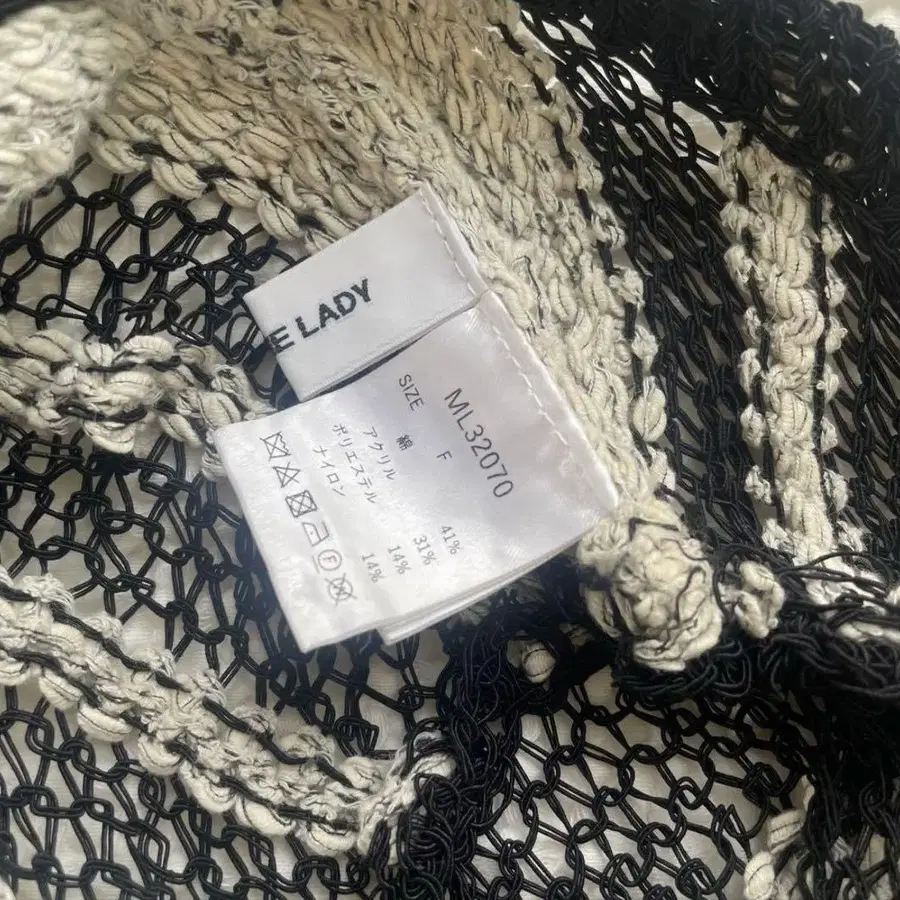 E LADY
ML32070
SIZE F
綿 41%
アクリル 31%
ポリエステル 14%
ナイロン 14%
F